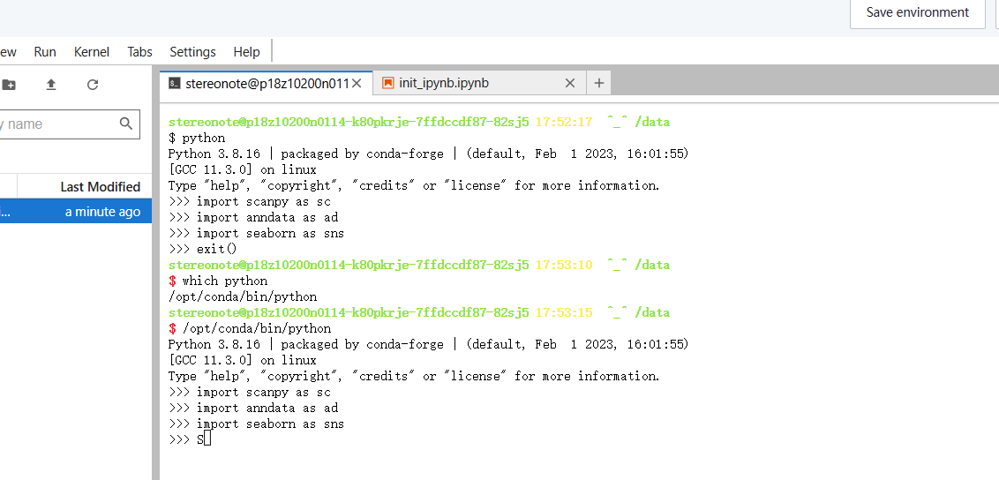 Save environment
ew Run Kernel Tabs Settings Help
stereonote@p18z10200n011 init_ipynb.ipynb
y name
Last Modified
i... a minute ago
stereonote@p18z10200n0114-k80pkrje-7ffdccdf87-82sj5 17:52:17 ^_^ /data
$ python
Python 3.8.16 | packaged by conda-forge | (default, Feb  1 2023, 16:01:55)
[GCC 11.3.0] on linux
Type "help", "copyright", "credits" or "license" for more information.
>>> import scanpy as sc
>>> import anndata as ad
>>> import seaborn as sns
>>> exit()
stereonote@p18z10200n0114-k80pkrje-7ffdccdf87-82sj5 17:53:10 ^_^ /data
$ which python
/opt/conda/bin/python
stereonote@p18z10200n0114-k80pkrje-7ffdccdf87-82sj5 17:53:15 ^_^ /data
$ /opt/conda/bin/python
Python 3.8.16 | packaged by conda-forge | (default, Feb  1 2023, 16:01:55)
[GCC 11.3.0] on linux
Type "help", "copyright", "credits" or "license" for more information.
>>> import scanpy as sc
>>> import anndata as ad
>>> import seaborn as sns
>>> S